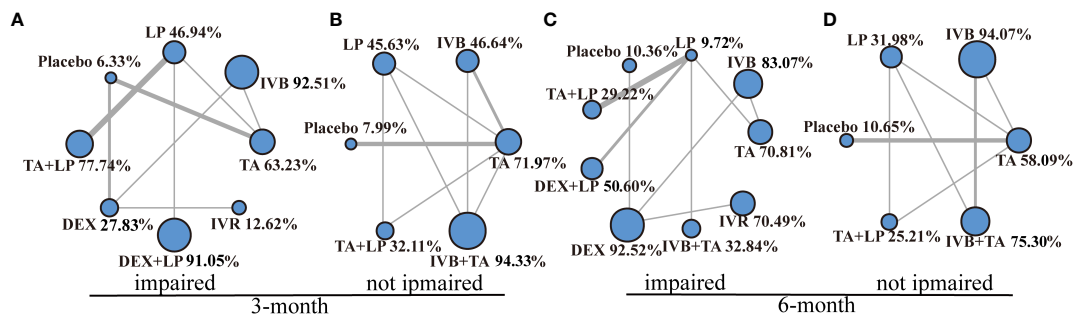 A
LP 46.94%
Placebo 6.33%
IVB 92.51%
TA+LP 77.74%
TA 63.23%
DEX 27.83%
IVR 12.62%
DEX+LP 91.05%
impaired
B
LP 45.63%
IVB 46.64%
Placebo 7.99%
TA 71.97%
TA+LP 32.11%
IVB+TA 94.33%
not ipmaired
3-month
C
LP 9.72%
Placebo 10.36%
IVB 83.07%
TA+LP 29.22%
TA 70.81%
DEX+LP 50.60%
IVR 70.49%
DEX 92.52%
IVB+TA 32.84%
impaired
D
LP 31.98%
IVB 94.07%
Placebo 10.65%
TA 58.09%
TA+LP 25.21%
IVB+TA 75.30%
not impaired
6-month